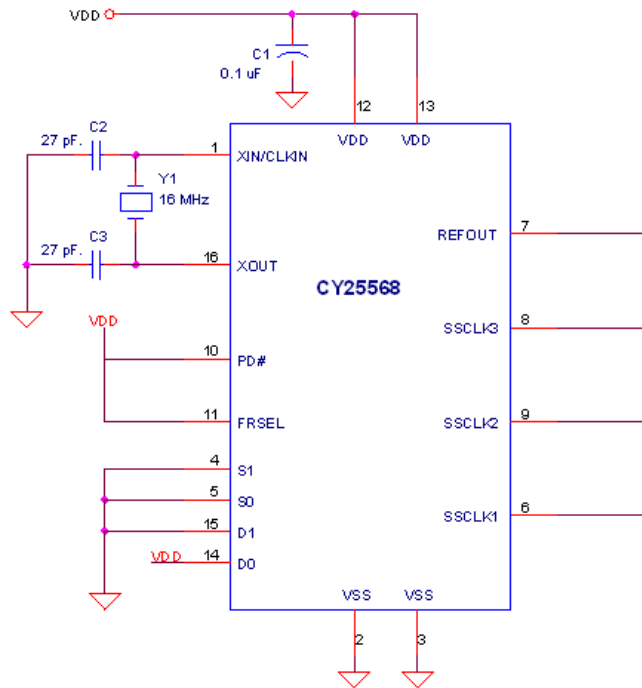 VDD
C1
0.1 uF
12
13
VDD
VDD
C2
27 pF.
1
XIN/CLKIN
Y1
16 MHz
C3
27 pF.
16
XOUT
CY25568
REFOUT
7
VDD
SSCLK3
8
10
PD#
11
FRSEL
SSCLK2
9
4
S1
5
S0
15
D1
VDD
14
D0
SSCLK1
6
VSS
VSS
2
3